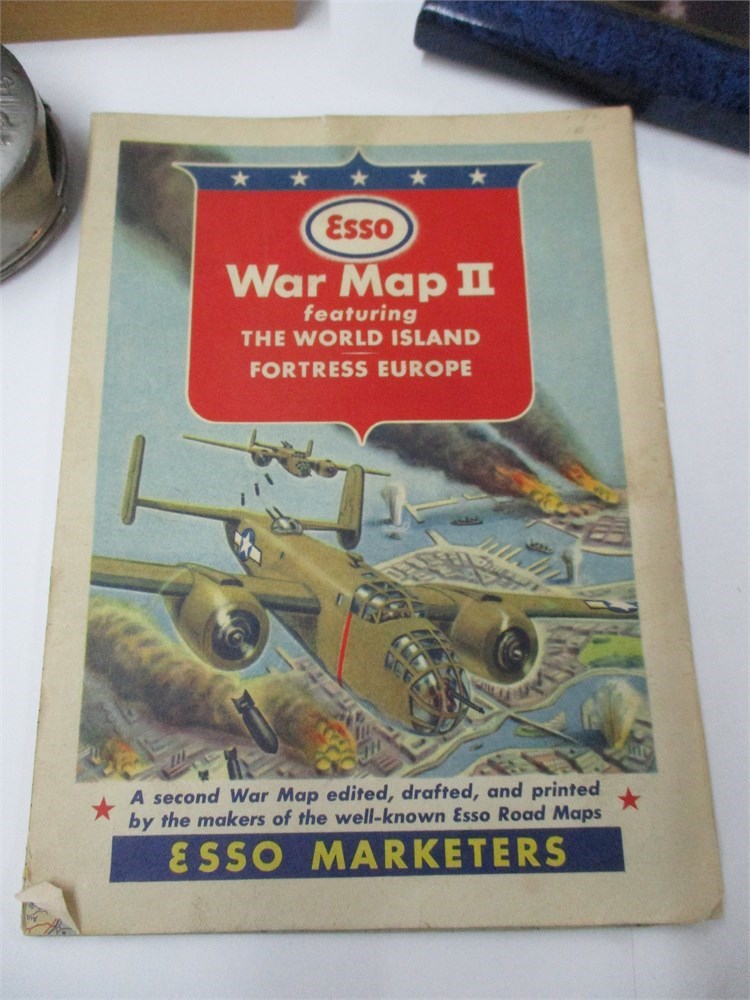 Esso
War Map II
featuring
THE WORLD ISLAND
FORTRESS EUROPE
A second War Map edited, drafted, and printed
by the makers of the well-known Esso Road Maps
ESSO MARKETERS